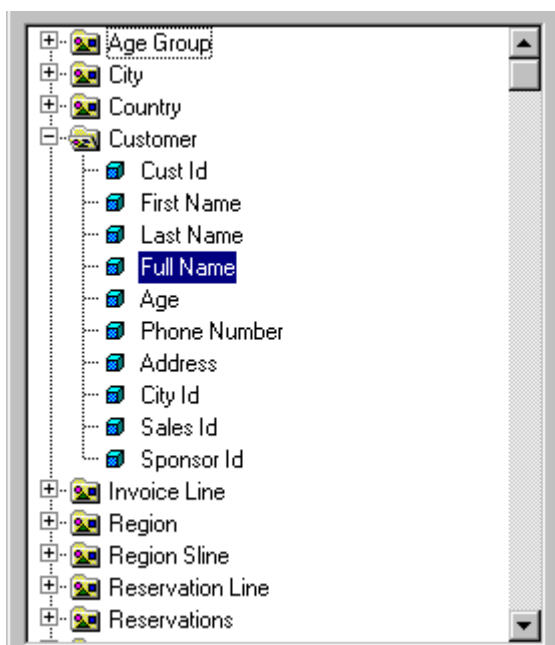 Age Group
City
Country
Customer
Cust Id
First Name
Last Name
Full Name
Age
Phone Number
Address
City Id
Sales Id
Sponsor Id
Invoice Line
Region
Region Sline
Reservation Line
Reservations